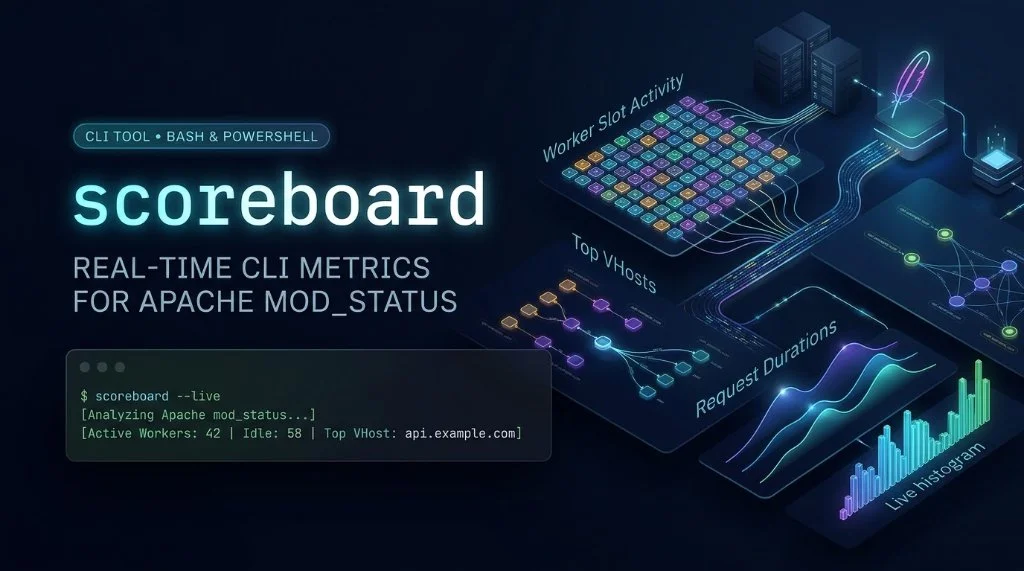 CLI TOOL • BASH & POWERSHELL
scoreboard
REAL-TIME CLI METRICS
FOR APACHE MOD_STATUS
$ scoreboard --live
[Analyzing Apache mod_status...]
[Active Workers: 42 | Idle: 58 | Top VHost: api.example.com]
Worker Slot Activity
Top VHosts
Request Durations
Live histogram